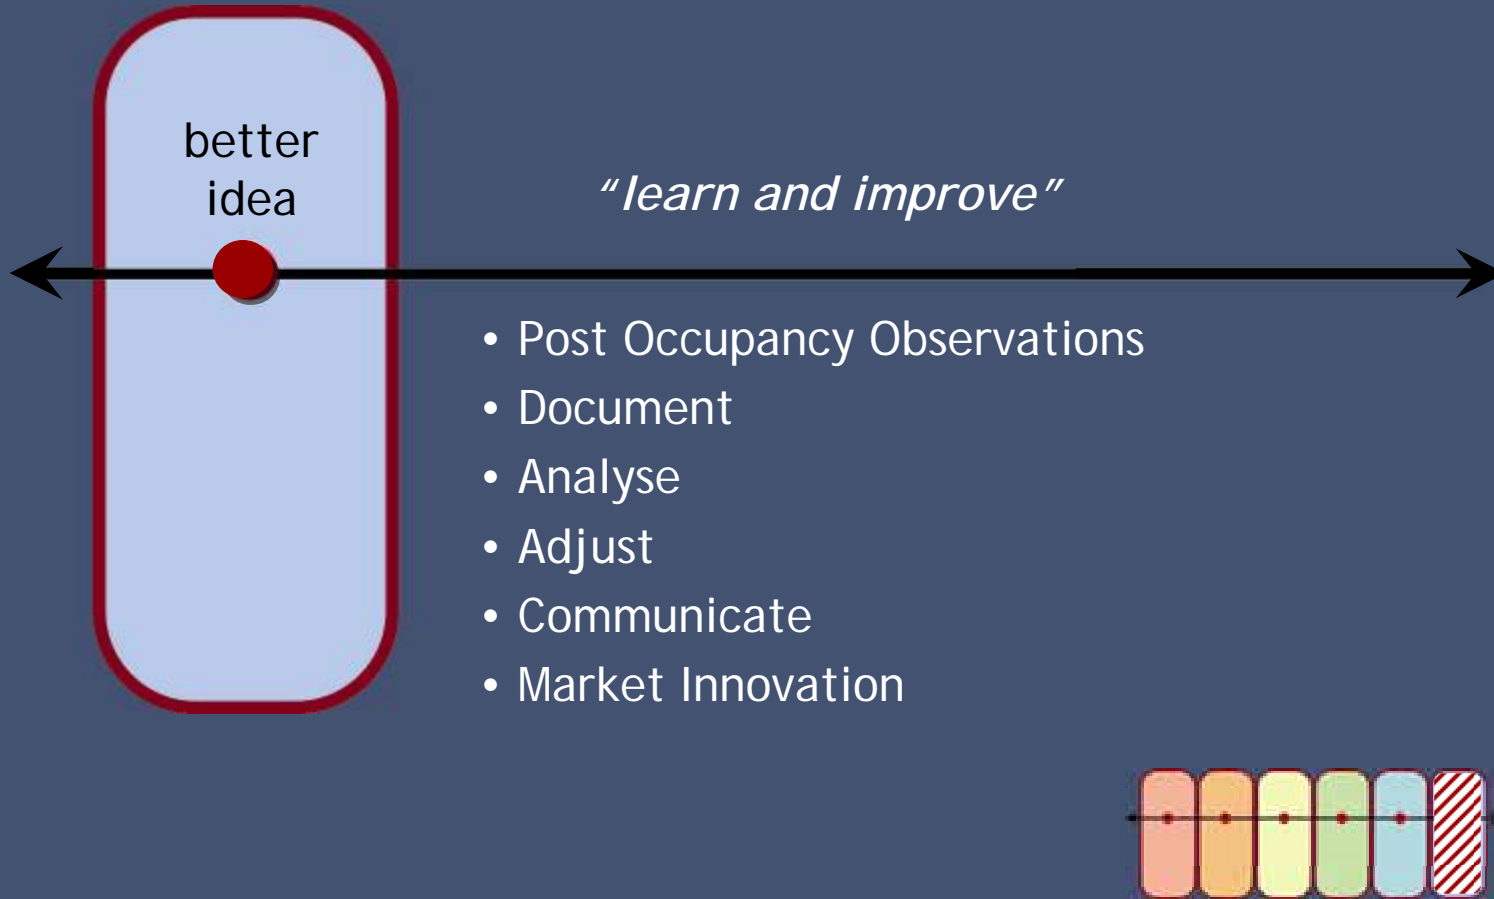 better
idea
“learn and improve”
• Post Occupancy Observations
• Document
• Analyse
• Adjust
• Communicate
• Market Innovation